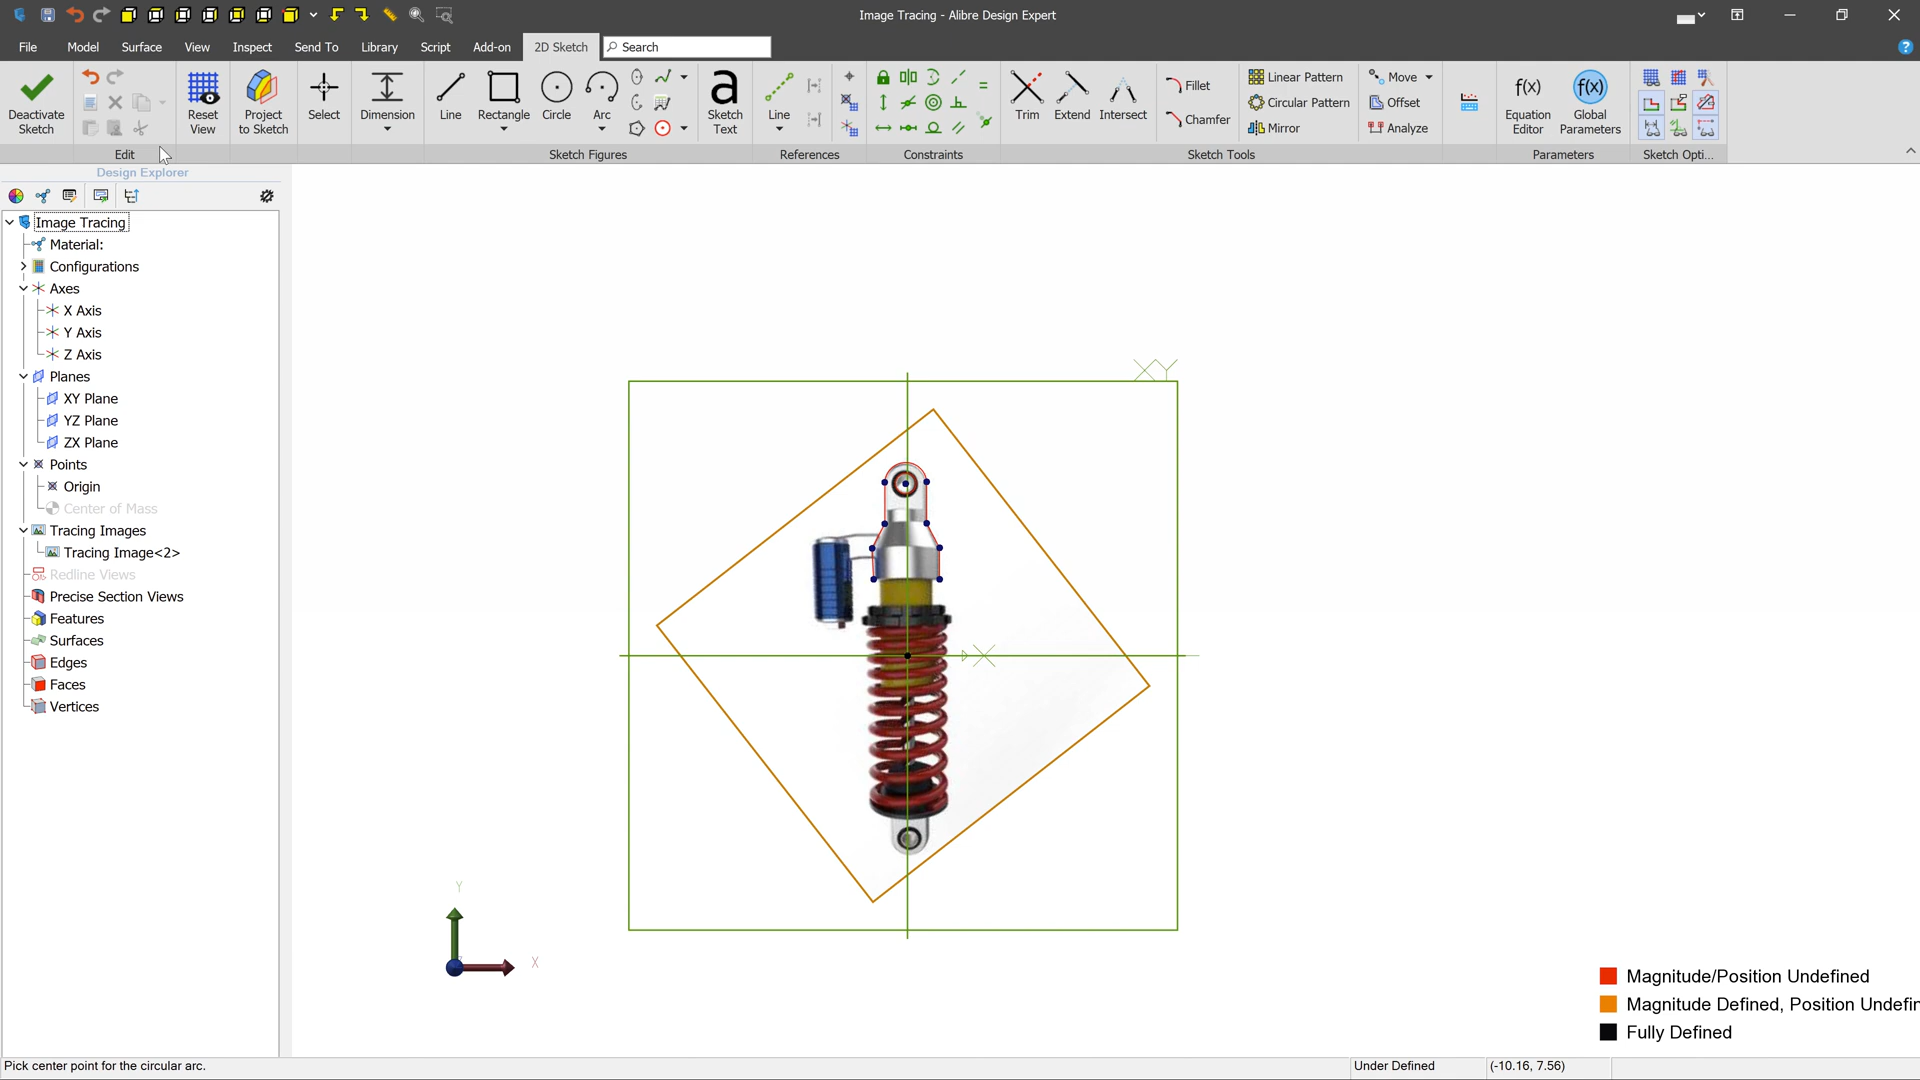 Image Tracing - Alibre Design Expert
File Model Surface View Inspect Send To Library Script Add-on 2D Sketch Search
Deactivate Sketch
Reset View
Project to Sketch
Select
Dimension
Line
Rectangle
Circle
Arc
Sketch Text
Line
Trim
Extend
Intersect
Fillet
Chamfer
Linear Pattern
Circular Pattern
Mirror
Move
Offset
Analyze
Equation Editor
Global Parameters
Edit
Sketch Figures
References
Constraints
Sketch Tools
Parameters
Sketch Opti...
Design Explorer
Image Tracing
Material:
Configurations
Axes
X Axis
Y Axis
Z Axis
Planes
XY Plane
YZ Plane
ZX Plane
Points
Origin
Center of Mass
Tracing Images
Tracing Image<2>
Redline Views
Precise Section Views
Features
Surfaces
Edges
Faces
Vertices
XY
X
Y
X
Magnitude/Position Undefined
Magnitude Defined, Position Undefin
Fully Defined
Pick center point for the circular arc.
Under Defined
(-10.16, 7.56)